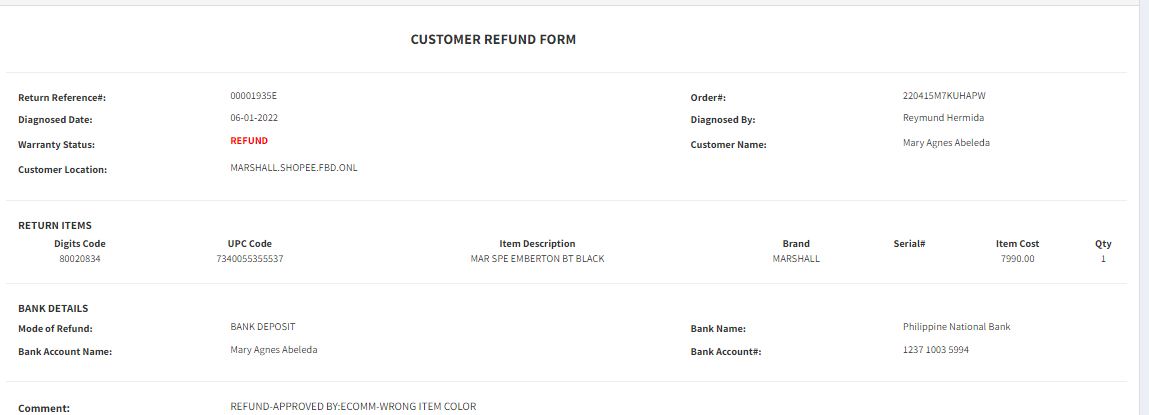 CUSTOMER REFUND FORM
Return Reference#: 00001935E Order#: 220415M7KUHAPW
Diagnosed Date: 06-01-2022 Diagnosed By: Reymund Hermida
Warranty Status: REFUND Customer Name: Mary Agnes Abeleda
Customer Location: MARSHALL.SHOPEE.FBD.ONL
RETURN ITEMS
Digits Code UPC Code Item Description Brand Serial# Item Cost Qty
80020834 7340055355537 MAR SPE EMBERTON BT BLACK MARSHALL 7990.00 1
BANK DETAILS
Mode of Refund: BANK DEPOSIT Bank Name: Philippine National Bank
Bank Account Name: Mary Agnes Abeleda Bank Account#: 1237 1003 5994
Comment: REFUND-APPROVED BY:ECOMM-WRONG ITEM COLOR